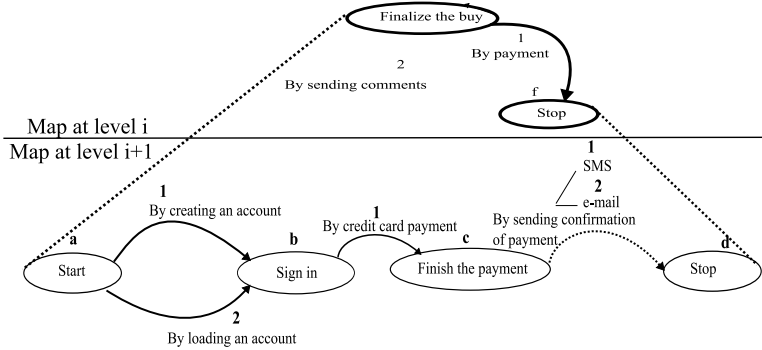 Finalize the buy
1
By payment
2
By sending comments
f
Stop
Map at level i
Map at level i+1
1
SMS
2
e-mail
By sending confirmation
of payment
1
By creating an account
a
Start
b
Sign in
1
By credit card payment
c
Finish the payment
d
Stop
2
By loading an account